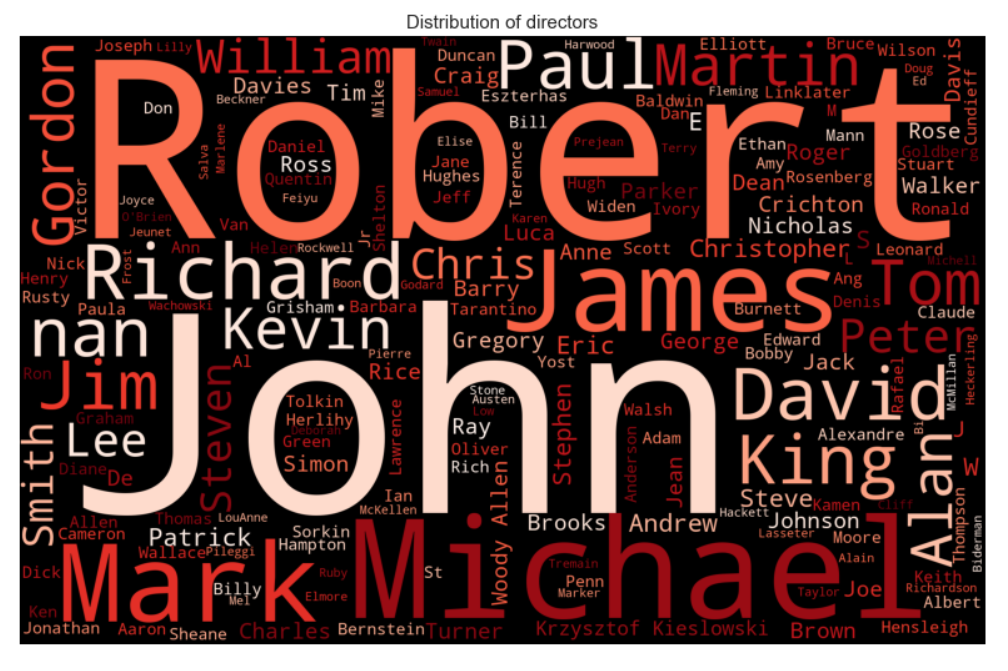 Distribution of directors
Joseph Lilly William Twain Duncan Harwood Paul Martin Elliott Bruce Wilson Davis
Gordon Davies Beckner Tim Mike Samuel Craig Eszterhas Baldwin Fleming Linklater Doug Ed Cundieff
Don Robert Bill Dan E M Mann Rose
Victor Salva Marlene Daniel Ross Quentin Feiyu Elise Jane Hughes Jeff Terence Prejean Terry Ethan Amy Roger Rosenberg Goldberg Stuart
Joyce O'Brien Jeunet Van Shelton Jr Karen Luca Hugh Widen Parker Ivory Dean Crichton Nicholas Walker Ronald
Nick Henry Rusty Ann Frost Helen Rockwell Richard Boon Godard Chris Barry Anne Scott Christopher S L Leonard Michell
Paula Wachowski Grisham Barbara Tarantino James Burnett Ang Denis Tom Claude
nan Kevin Pierre Gregory Yost Eric George Edward Bobby Jack Peter
Ron Jim Al Rice Stone Austen Low Rafael McMillan Heckerling
Graham Steven Tolkin Herlihy Deborah Green Simon John Lawrence Ray Oliver Rich Stephen Walsh Adam Anderson Jean David Alexandre Bi J
Lee Diane De King Alan W
Smith Allen Cameron Thomas LouAnne Ian McKellen Woody Allen Brooks Andrew Hackett Steve Kamen Cliff Johnson Lasseter Moore Thompson Biderman
Patrick Wallace Pileggi Sorkin Hampton
Dick Mark Billy Mel Ruby Elmore St Michael Tremain Penn Marker Alain Taylor Joe Keith Richardson Albert
Ken Jonathan Aaron Sheane Charles Bernstein Turner Krzysztof Kieslowski Brown Hensleigh